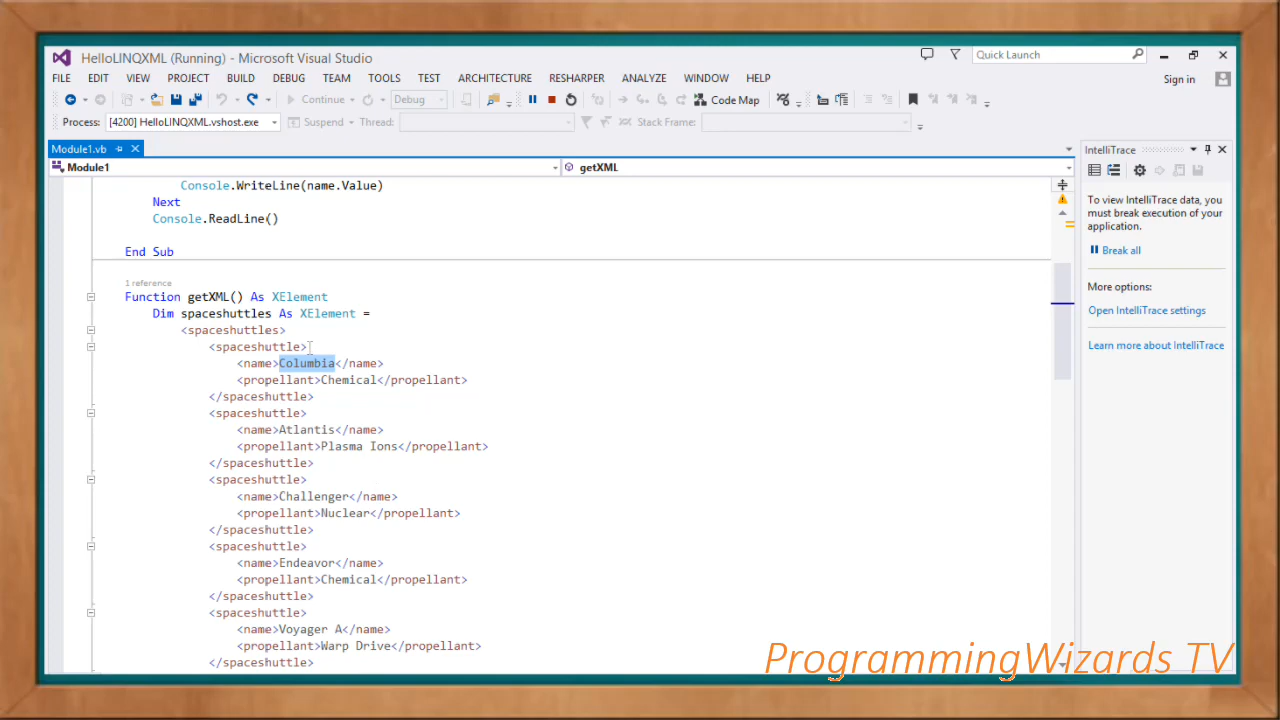 HelloLINQXML (Running) - Microsoft Visual Studio
Quick Launch
FILE EDIT VIEW PROJECT BUILD DEBUG TEAM TOOLS TEST ARCHITECTURE RESHARPER ANALYZE WINDOW HELP
Sign in
Continue Debug Code Map
Process: [4200] HelloLINQXML.vshost.exe Suspend Thread: Stack Frame:
Module1.vb
Module1 getXML
Console.WriteLine(name.Value)
Next
Console.ReadLine()
End Sub
1 reference
Function getXML() As XElement
Dim spaceshuttles As XElement =
<spaceshuttles>
<spaceshuttle>
<name>Columbia</name>
<propellant>Chemical</propellant>
</spaceshuttle>
<spaceshuttle>
<name>Atlantis</name>
<propellant>Plasma Ions</propellant>
</spaceshuttle>
<spaceshuttle>
<name>Challenger</name>
<propellant>Nuclear</propellant>
</spaceshuttle>
<spaceshuttle>
<name>Endeavor</name>
<propellant>Chemical</propellant>
</spaceshuttle>
<spaceshuttle>
<name>Voyager A</name>
<propellant>Warp Drive</propellant>
</spaceshuttle>
IntelliTrace
To view IntelliTrace data, you
must break execution of your
application.
Break all
More options:
Open IntelliTrace settings
Learn more about IntelliTrace
ProgrammingWizards TV